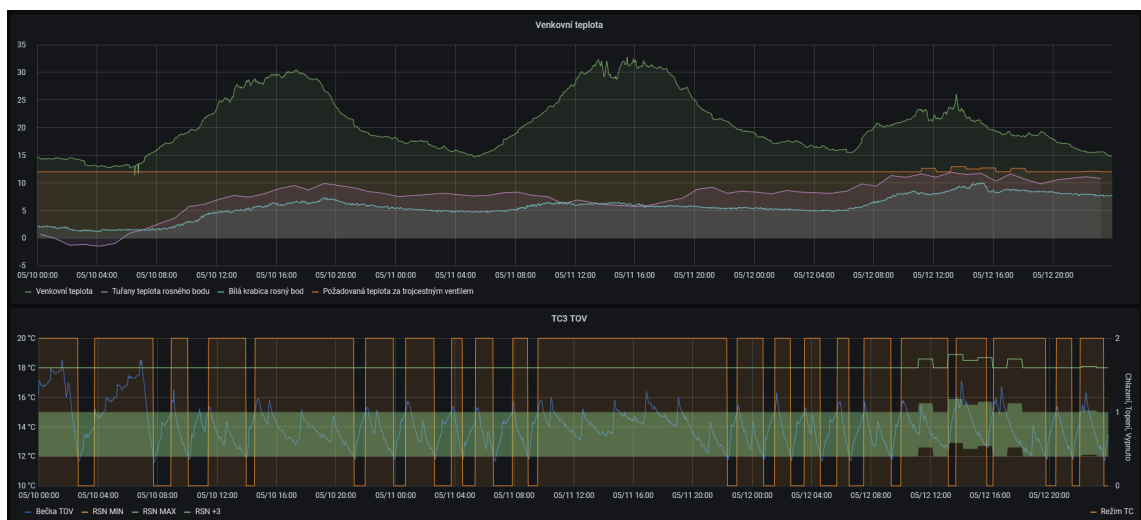 Venkovní teplota
35
30
25
20
15
10
5
0
-5
05/10 00:00 05/10 04:00 05/10 08:00 05/10 12:00 05/10 16:00 05/10 20:00 05/11 00:00 05/11 04:00 05/11 08:00 05/11 12:00 05/11 16:00 05/11 20:00 05/12 00:00 05/12 04:00 05/12 08:00 05/12 12:00 05/12 16:00 05/12 20:00
Venkovní teplota Tuřany teplota rosného bodu Bílá krabica rosný bod Požadovaná teplota za trojcestným ventilem
TC3 TOV
20 °C
18 °C
16 °C
14 °C
12 °C
10 °C
2
1
0
Chlazení, Topení, Vypnuto
05/10 00:00 05/10 04:00 05/10 08:00 05/10 12:00 05/10 16:00 05/10 20:00 05/11 00:00 05/11 04:00 05/11 08:00 05/11 12:00 05/11 16:00 05/11 20:00 05/12 00:00 05/12 04:00 05/12 08:00 05/12 12:00 05/12 16:00 05/12 20:00
Bečka TOV RSN MIN RSN MAX RSN +3 Režim TC